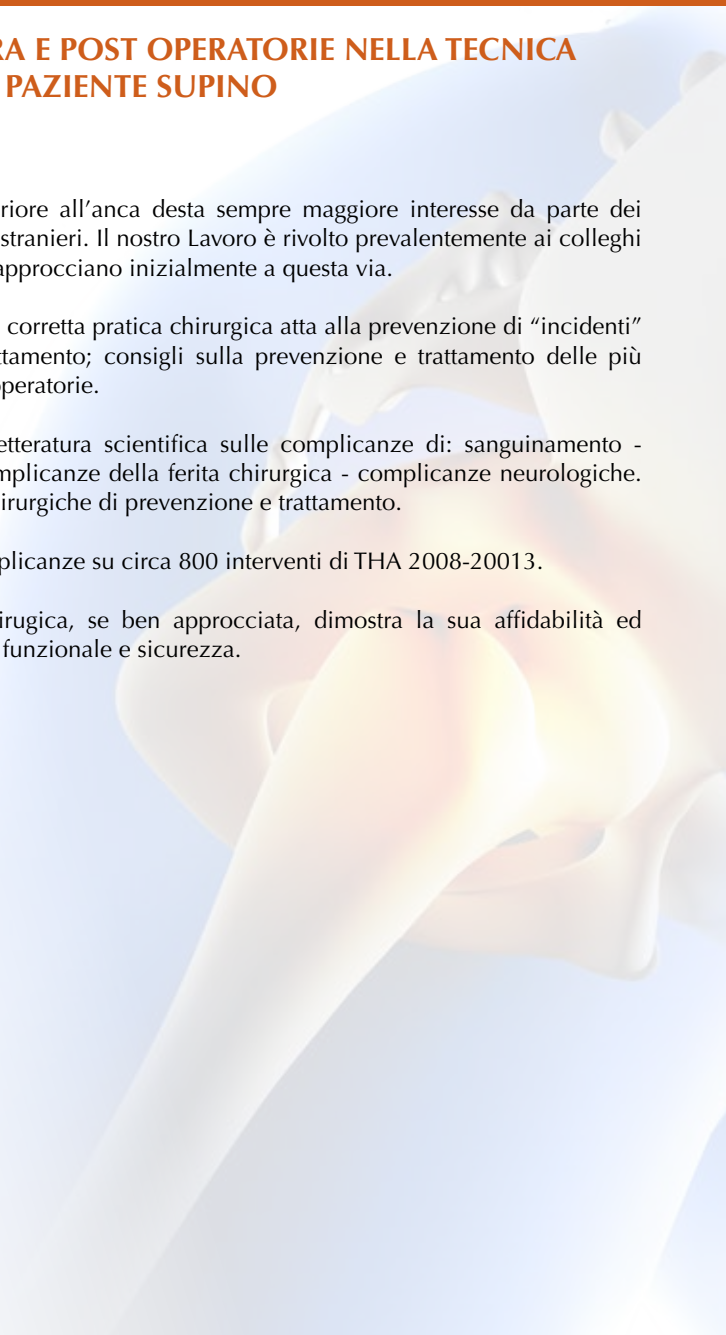 RA E POST OPERATORIE NELLA TECNICA
PAZIENTE SUPINO
riore all’anca desta sempre maggiore interesse da parte dei
stranieri. Il nostro Lavoro è rivolto prevalentemente ai colleghi
approcciano inizialmente a questa via.
corretta pratica chirurgica atta alla prevenzione di “incidenti”
ttamento; consigli sulla prevenzione e trattamento delle più
operatorie.
etteratura scientifica sulle complicanze di: sanguinamento -
mplicanze della ferita chirurgica - complicanze neurologiche.
hirurgiche di prevenzione e trattamento.
plicanze su circa 800 interventi di THA 2008-20013.
hirugica, se ben approcciata, dimostra la sua affidabilità ed
funzionale e sicurezza.